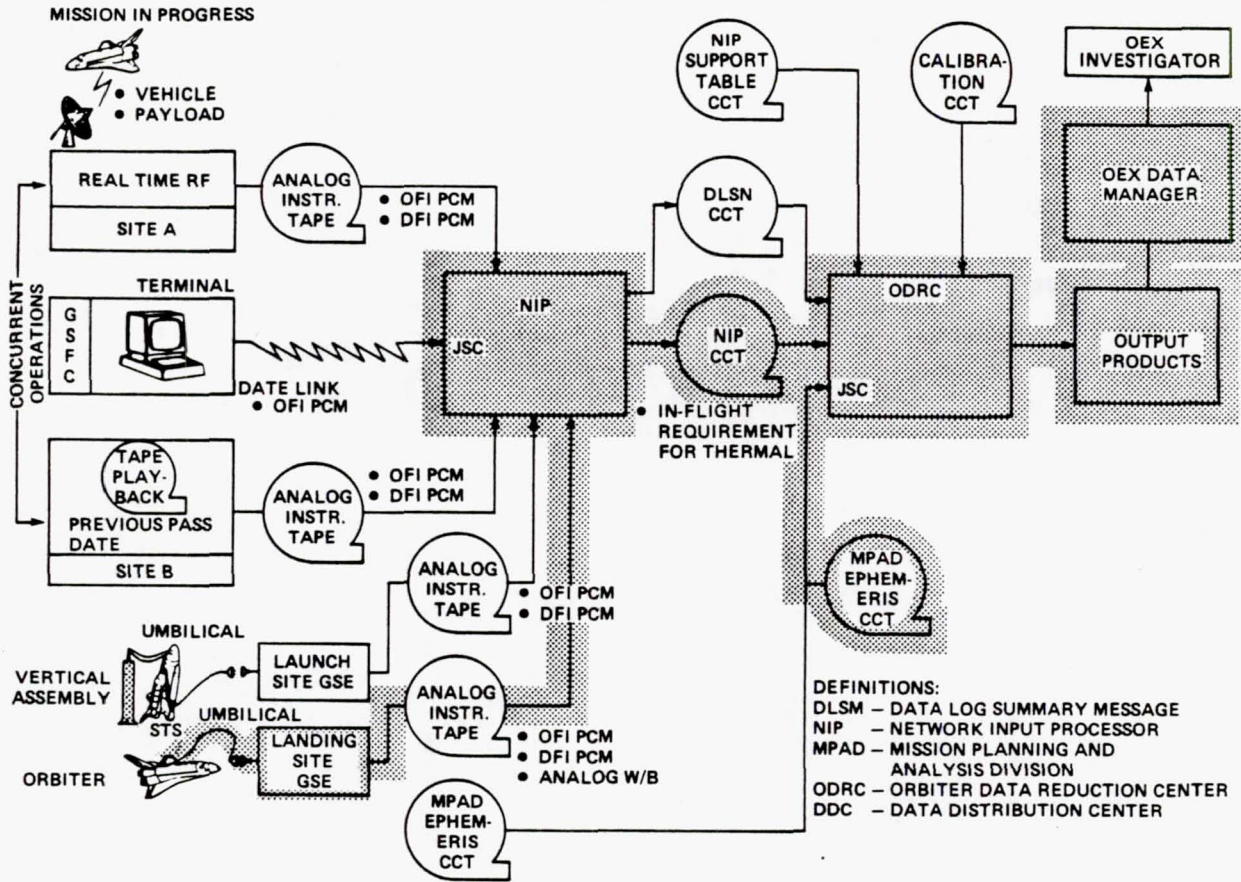 MISSION IN PROGRESS
• VEHICLE
• PAYLOAD
CONCURRENT
OPERATIONS
REAL TIME RF
SITE A
ANALOG
INSTR.
TAPE
• OFI PCM
• DFI PCM
TERMINAL
GSFC
DATE LINK
• OFI PCM
TAPE
PLAY-
BACK
PREVIOUS PASS
DATE
SITE B
ANALOG
INSTR.
TAPE
• OFI PCM
• DFI PCM
UMBILICAL
VERTICAL
ASSEMBLY
STS
LAUNCH
SITE GSE
ANALOG
INSTR.
TAPE
• OFI PCM
• DFI PCM
UMBILICAL
ORBITER
LANDING
SITE
GSE
ANALOG
INSTR.
TAPE
• OFI PCM
• DFI PCM
• ANALOG W/B
MPAD
EPHEM-
ERIS
CCT
NIP
JSC
NIP
SUPPORT
TABLE
CCT
CALIBRA-
TION
CCT
DLSN
CCT
NIP
CCT
• IN-FLIGHT
REQUIREMENT
FOR THERMAL
ODRC
JSC
MPAD
EPHEM-
ERIS
CCT
OEX
INVESTIGATOR
OEX DATA
MANAGER
OUTPUT
PRODUCTS
DEFINITIONS:
DLSM – DATA LOG SUMMARY MESSAGE
NIP – NETWORK INPUT PROCESSOR
MPAD – MISSION PLANNING AND
ANALYSIS DIVISION
ODRC – ORBITER DATA REDUCTION CENTER
DDC – DATA DISTRIBUTION CENTER